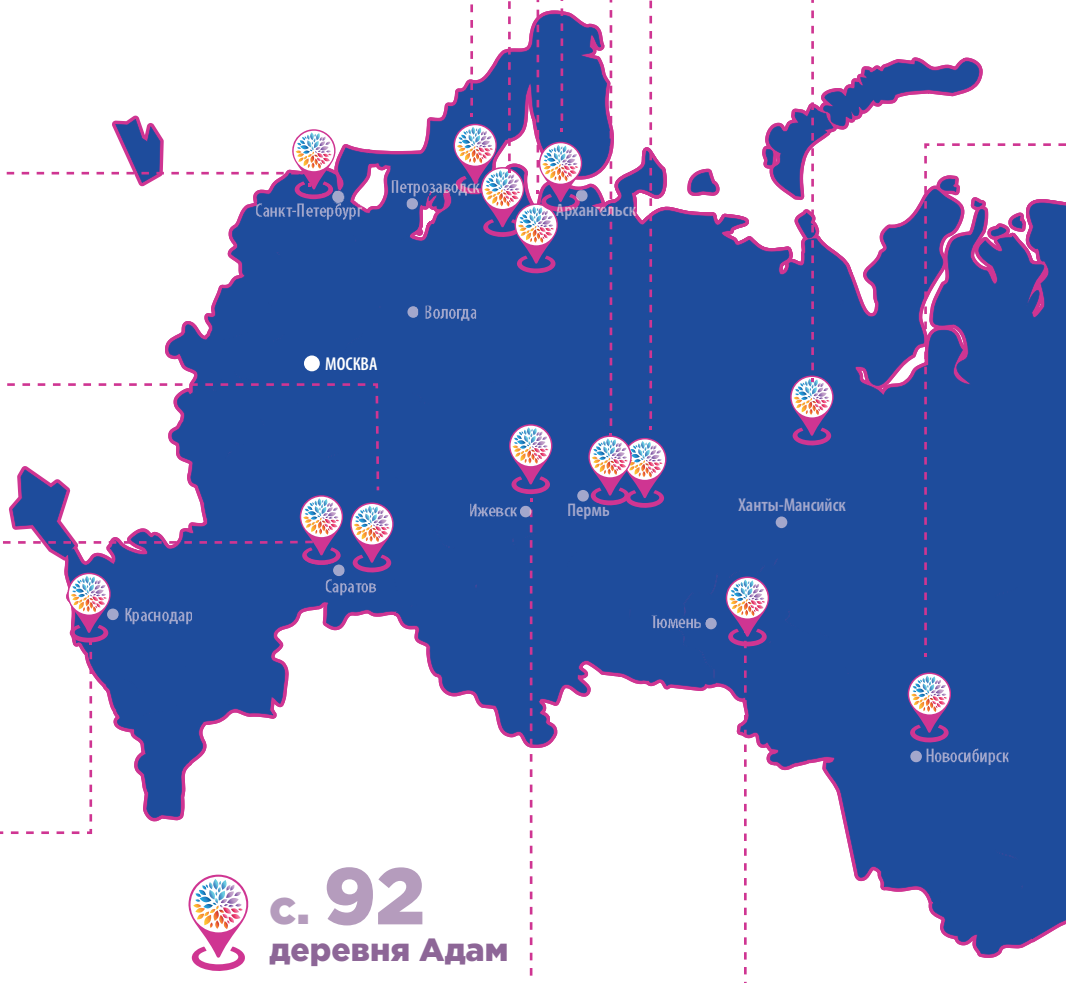 Петрозаводск
Санкт-Петербург
Архангельск
Вологда
МОСКВА
Ханты-Мансийск
Ижевск
Пермь
Саратов
Краснодар
Тюмень
Новосибирск
с. 92
деревня Адам